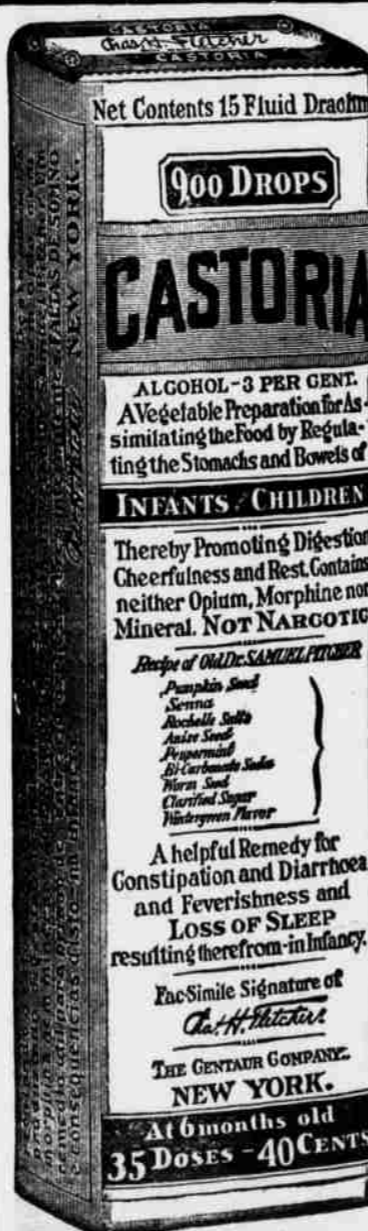 CASTORIA
Chas. H. Fletcher
CASTORIA
Net Contents 15 Fluid Drachm
900 DROPS
CASTORIA
ALCOHOL-3 PER CENT.
A Vegetable Preparation for As-
similating the Food by Regula-
ting the Stomachs and Bowels of
INFANTS CHILDREN
Thereby Promoting Digestion
Cheerfulness and Rest. Contains
neither Opium, Morphine nor
Mineral. NOT NARCOTIC
Recipe of Old Dr. SAMUEL PITCHER
Pumpkin Seed
Senna
Rochelle Salts
Anise Seed
Peppermint
Bi-Carbonate Soda
Worm Seed
Clarified Sugar
Wintergreen Flavor
A helpful Remedy for
Constipation and Diarrhoea
and Feverishness and
LOSS OF SLEEP
resulting therefrom-in Infancy.
Fac-Simile Signature of
Chas. H. Fletcher.
THE CENTAUR COMPANY.
NEW YORK.
At 6 months old
35 DOSES - 40 CENTS
NEW YORK.